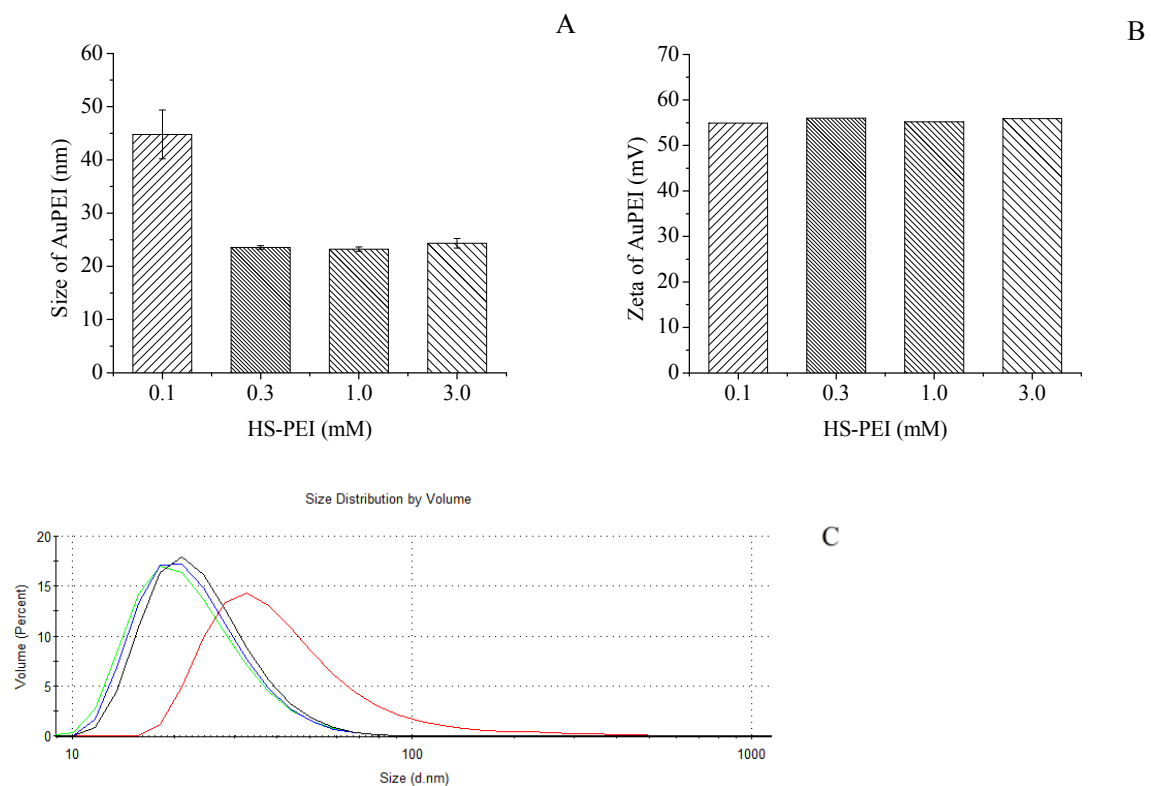 A
60
50
40
30
20
10
0
Size of AuPEI (nm)
0.1 0.3 1.0 3.0
HS-PEI (mM)
B
70
60
50
40
30
20
10
0
Zeta of AuPEI (mV)
0.1 0.3 1.0 3.0
HS-PEI (mM)
Size Distribution by Volume
C
20
15
10
5
0
Volume (Percent)
10 100 1000
Size (d.nm)